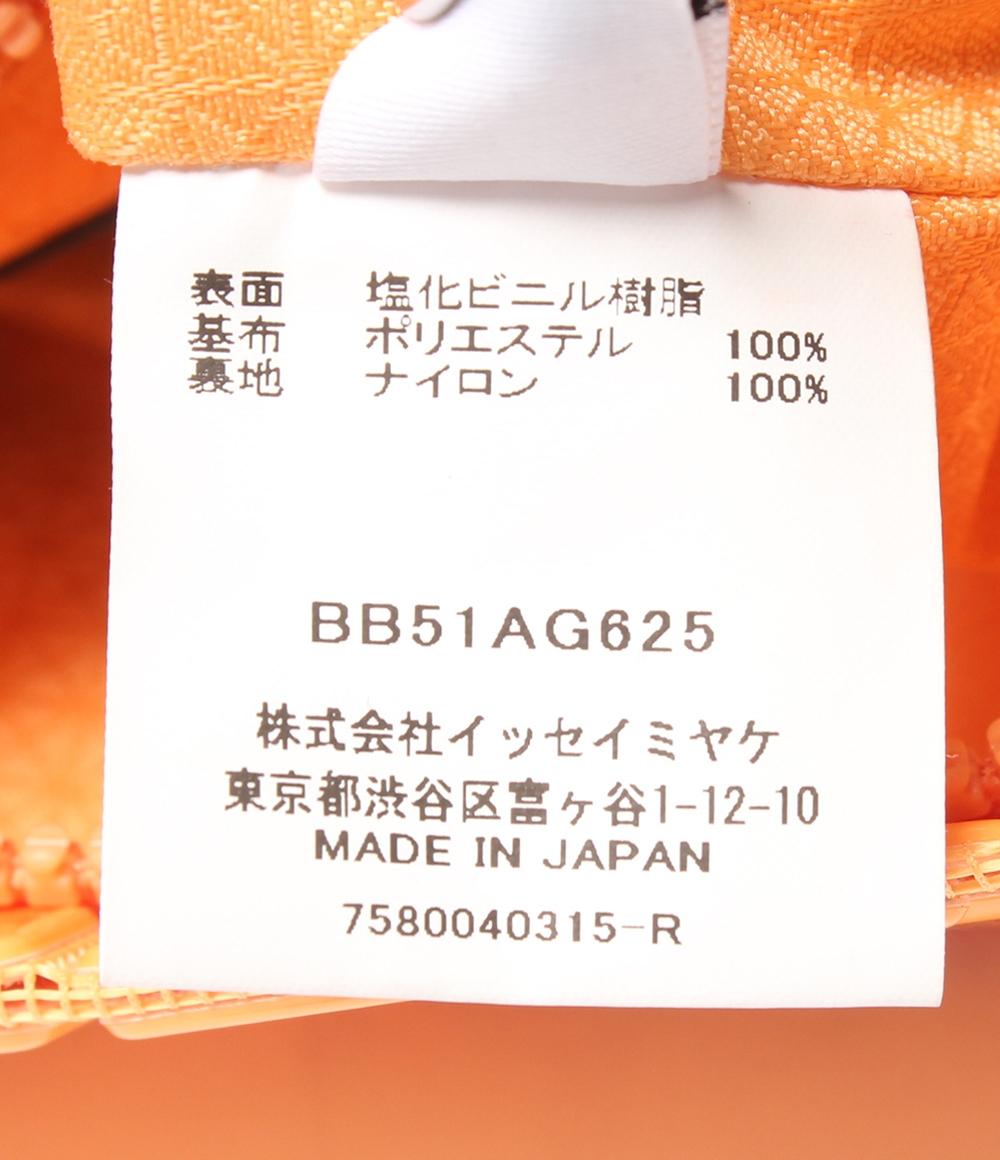 表面 塩化ビニル樹脂
基布 ポリエステル 100%
裏地 ナイロン 100%
BB51AG625
株式会社イッセイミヤケ
東京都渋谷区富ヶ谷1-12-10
MADE IN JAPAN
7580040315-R